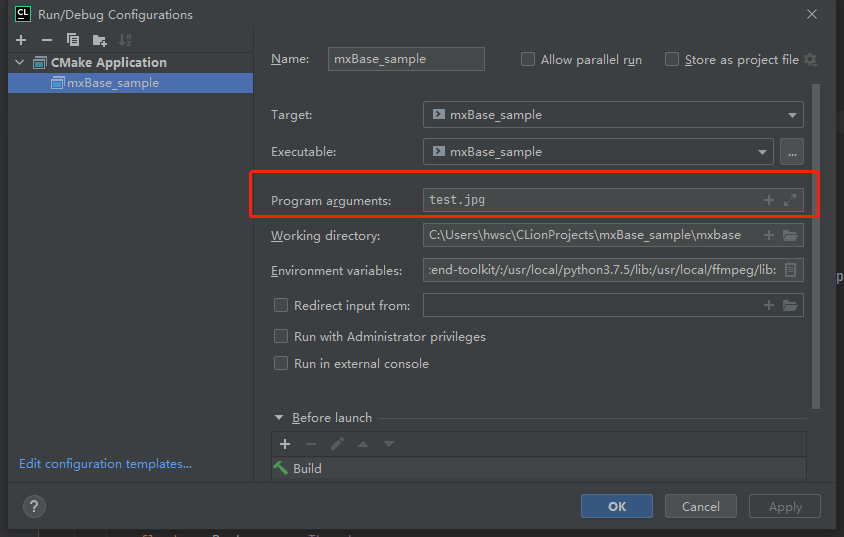 CL Run/Debug Configurations
CMake Application
mxBase_sample
Name: mxBase_sample Allow parallel run Store as project file
Target: mxBase_sample
Executable: mxBase_sample ...
Program arguments: test.jpg
Working directory: C:\Users\hwsc\CLionProjects\mxBase_sample\mxbase
Environment variables: :end-toolkit/:/usr/local/python3.7.5/lib:/usr/local/ffmpeg/lib:
Redirect input from:
Run with Administrator privileges
Run in external console
Before launch
Build
Edit configuration templates...
? OK Cancel Apply